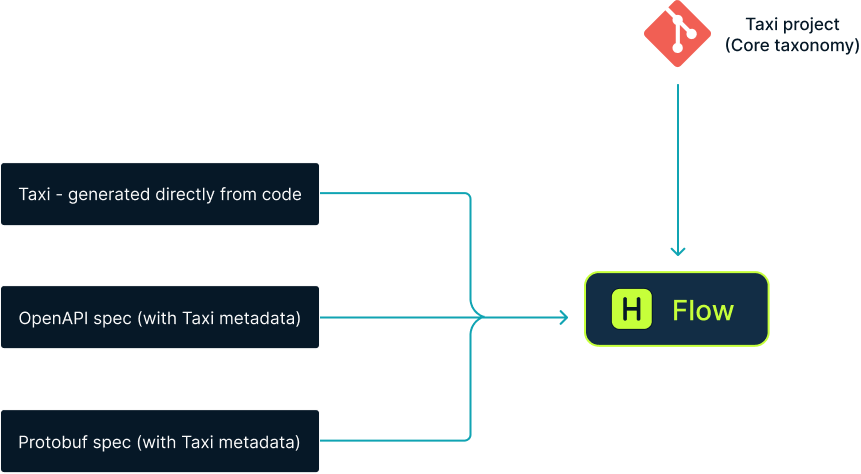 Taxi project
(Core taxonomy)
Taxi - generated directly from code
OpenAPI spec (with Taxi metadata)
H Flow
Protobuf spec (with Taxi metadata)